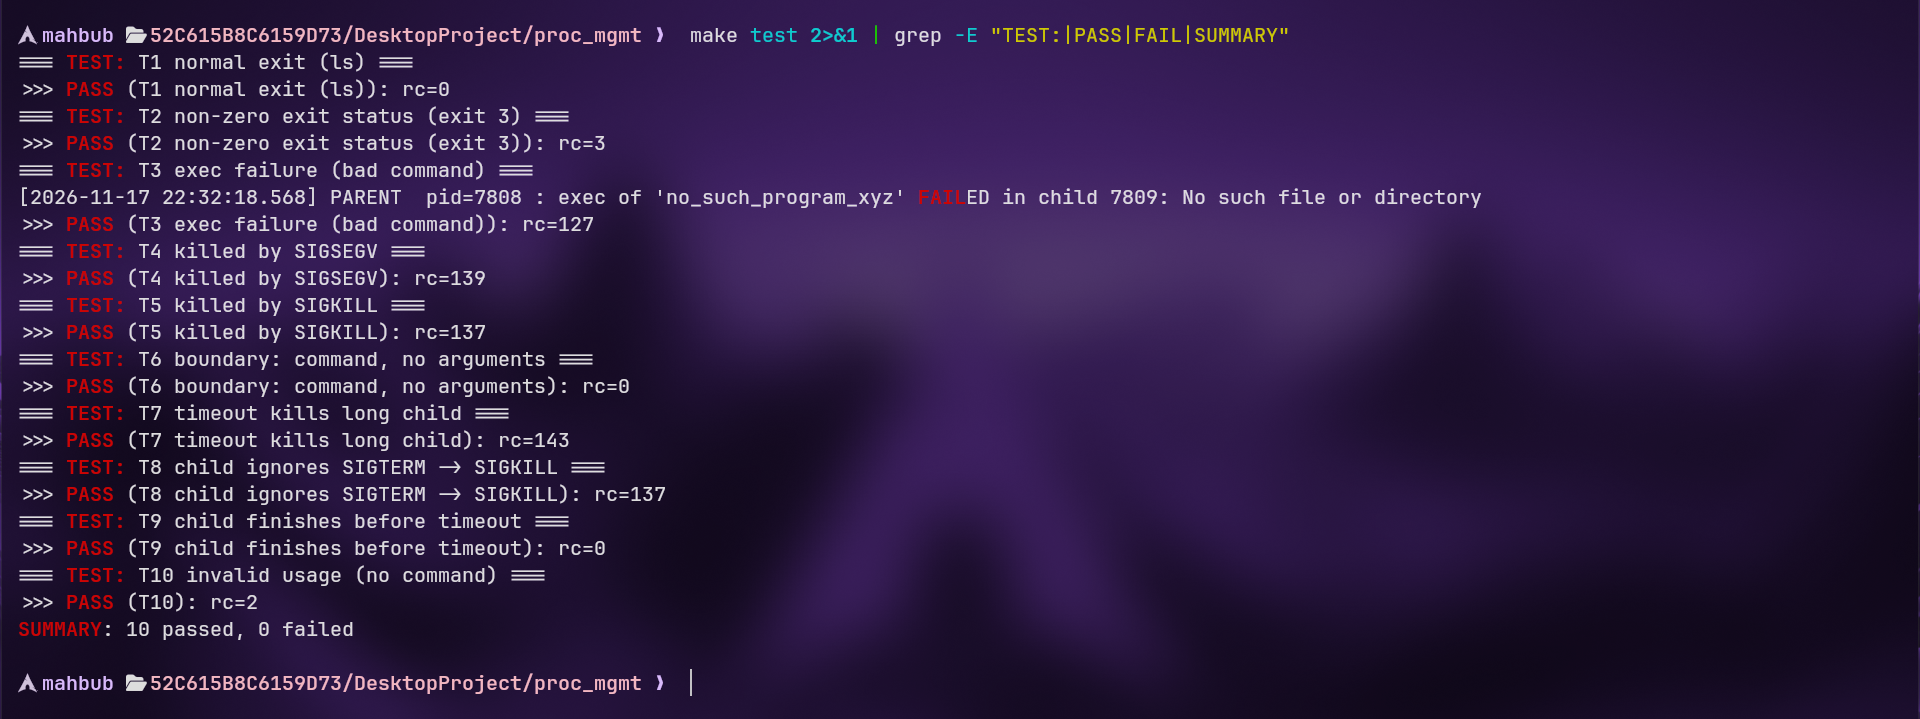 mahbub 52C615B8C6159D73/DesktopProject/proc_mgmt ❯ make test 2>&1 | grep -E "TEST:|PASS|FAIL|SUMMARY"
=== TEST: T1 normal exit (ls) ===
>>> PASS (T1 normal exit (ls)): rc=0
=== TEST: T2 non-zero exit status (exit 3) ===
>>> PASS (T2 non-zero exit status (exit 3)): rc=3
=== TEST: T3 exec failure (bad command) ===
[2026-11-17 22:32:18.568] PARENT  pid=7808 : exec of 'no_such_program_xyz' FAILED in child 7809: No such file or directory
>>> PASS (T3 exec failure (bad command)): rc=127
=== TEST: T4 killed by SIGSEGV ===
>>> PASS (T4 killed by SIGSEGV): rc=139
=== TEST: T5 killed by SIGKILL ===
>>> PASS (T5 killed by SIGKILL): rc=137
=== TEST: T6 boundary: command, no arguments ===
>>> PASS (T6 boundary: command, no arguments): rc=0
=== TEST: T7 timeout kills long child ===
>>> PASS (T7 timeout kills long child): rc=143
=== TEST: T8 child ignores SIGTERM -> SIGKILL ===
>>> PASS (T8 child ignores SIGTERM -> SIGKILL): rc=137
=== TEST: T9 child finishes before timeout ===
>>> PASS (T9 child finishes before timeout): rc=0
=== TEST: T10 invalid usage (no command) ===
>>> PASS (T10): rc=2
SUMMARY: 10 passed, 0 failed
mahbub 52C615B8C6159D73/DesktopProject/proc_mgmt ❯